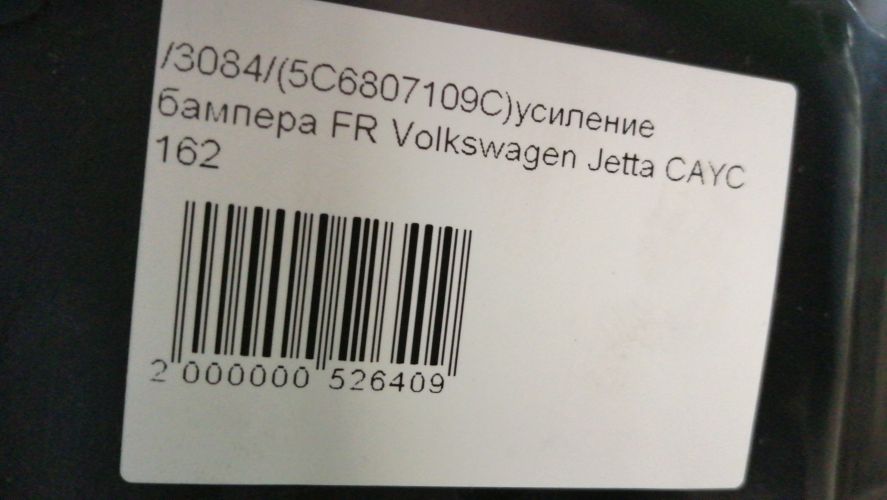 /3084/(5C6807109C)усиление
бампера FR Volkswagen Jetta CAYC
162
2 000000 526409